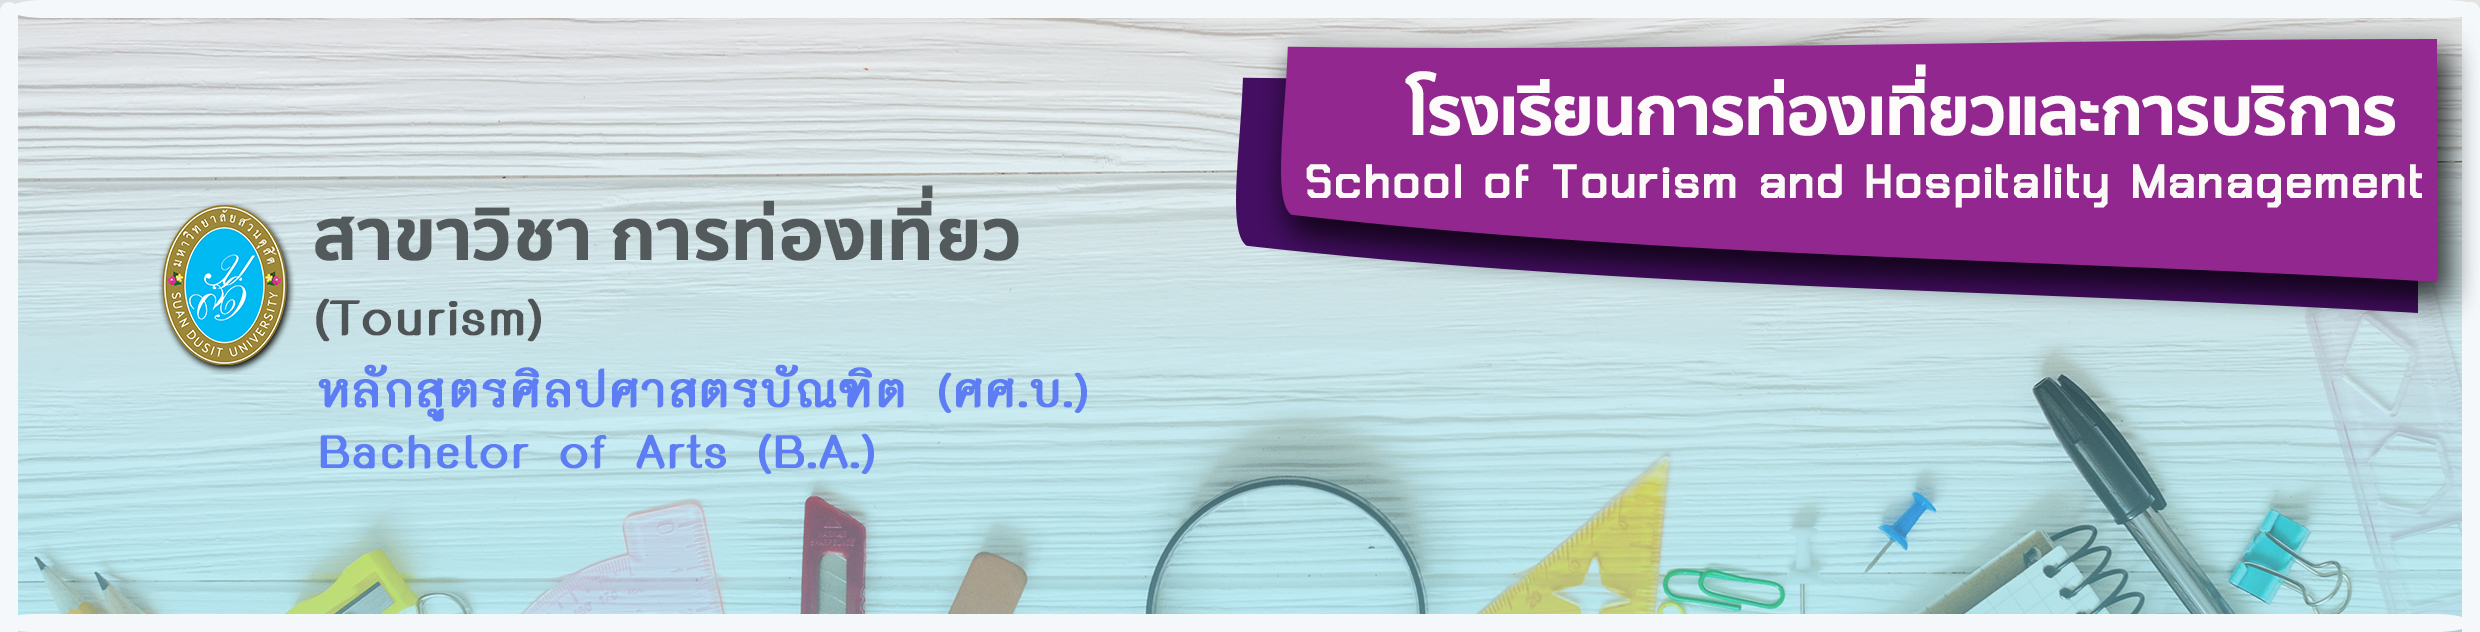 โรงเรียนการท่องเที่ยวและการบริการ
School of Tourism and Hospitality Management
สาขาวิชา การท่องเที่ยว
(Tourism)
หลักสูตรศิลปศาสตรบัณฑิต (ศศ.บ.)
Bachelor of Arts (B.A.)
มหาวิทยาลัยสวนดุสิต
SUAN DUSIT UNIVERSITY